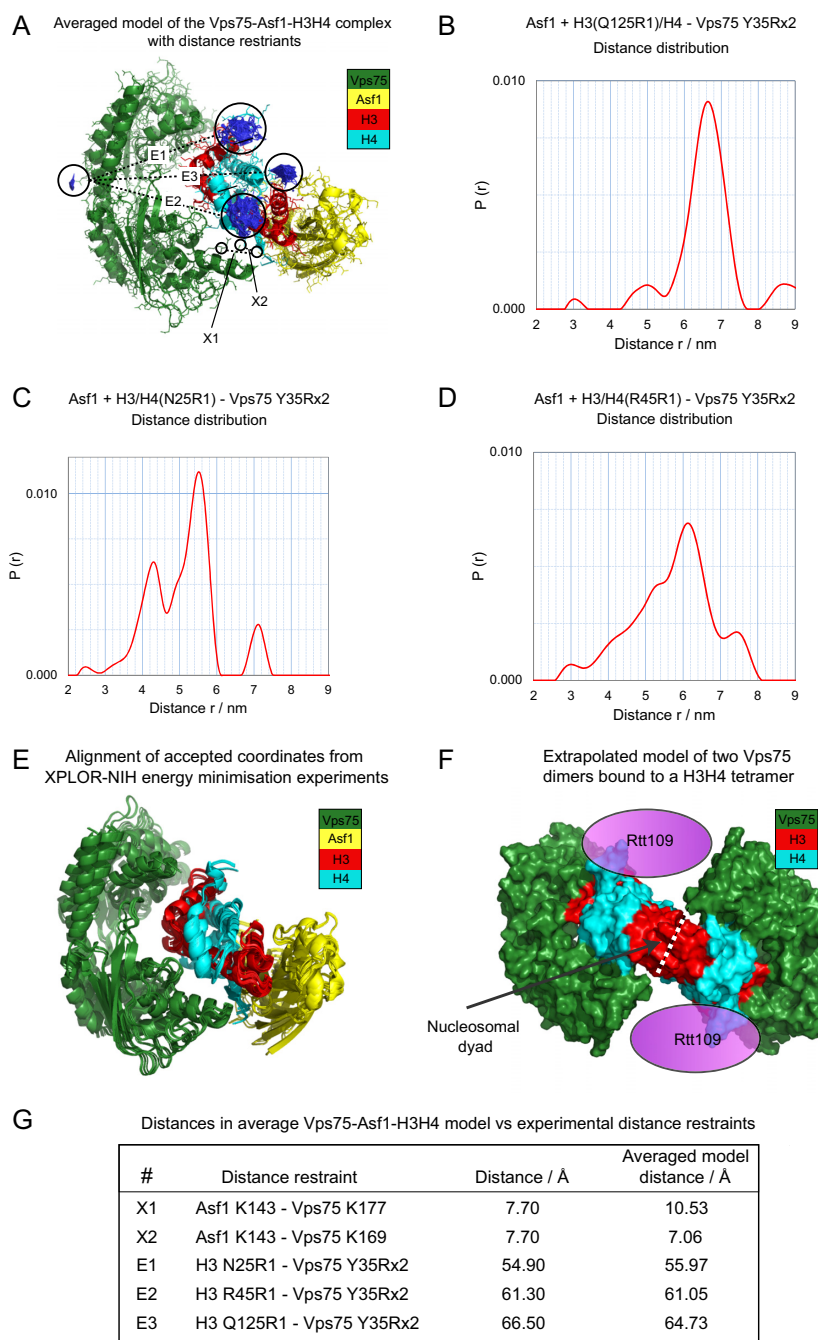 A
Averaged model of the Vps75-Asf1-H3H4 complex
with distance restriants
Vps75
Asf1
H3
H4
E1
E3
E2
X2
X1
B
Asf1 + H3(Q125R1)/H4 - Vps75 Y35Rx2
Distance distribution
0.010
P (r)
0.000
2 3 4 5 6 7 8 9
Distance r / nm
C
Asf1 + H3/H4(N25R1) - Vps75 Y35Rx2
Distance distribution
0.010
P (r)
0.000
2 3 4 5 6 7 8 9
Distance r / nm
D
Asf1 + H3/H4(R45R1) - Vps75 Y35Rx2
Distance distribution
0.010
P (r)
0.000
2 3 4 5 6 7 8 9
Distance r / nm
E
Alignment of accepted coordinates from
XPLOR-NIH energy minimisation experiments
Vps75
Asf1
H3
H4
F
Extrapolated model of two Vps75
dimers bound to a H3H4 tetramer
Vps75
H3
H4
Rtt109
Nucleosomal
dyad
Rtt109
G
Distances in average Vps75-Asf1-H3H4 model vs experimental distance restraints
# Distance restraint Distance / Å Averaged model distance / Å
X1 Asf1 K143 - Vps75 K177 7.70 10.53
X2 Asf1 K143 - Vps75 K169 7.70 7.06
E1 H3 N25R1 - Vps75 Y35Rx2 54.90 55.97
E2 H3 R45R1 - Vps75 Y35Rx2 61.30 61.05
E3 H3 Q125R1 - Vps75 Y35Rx2 66.50 64.73